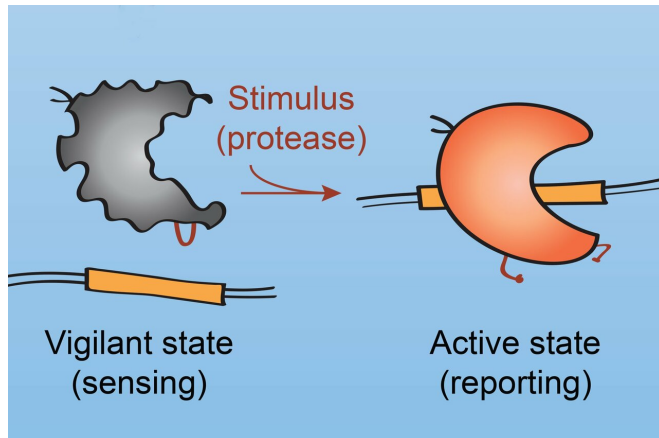 Stimulus
(protease)
Vigilant state
(sensing)
Active state
(reporting)